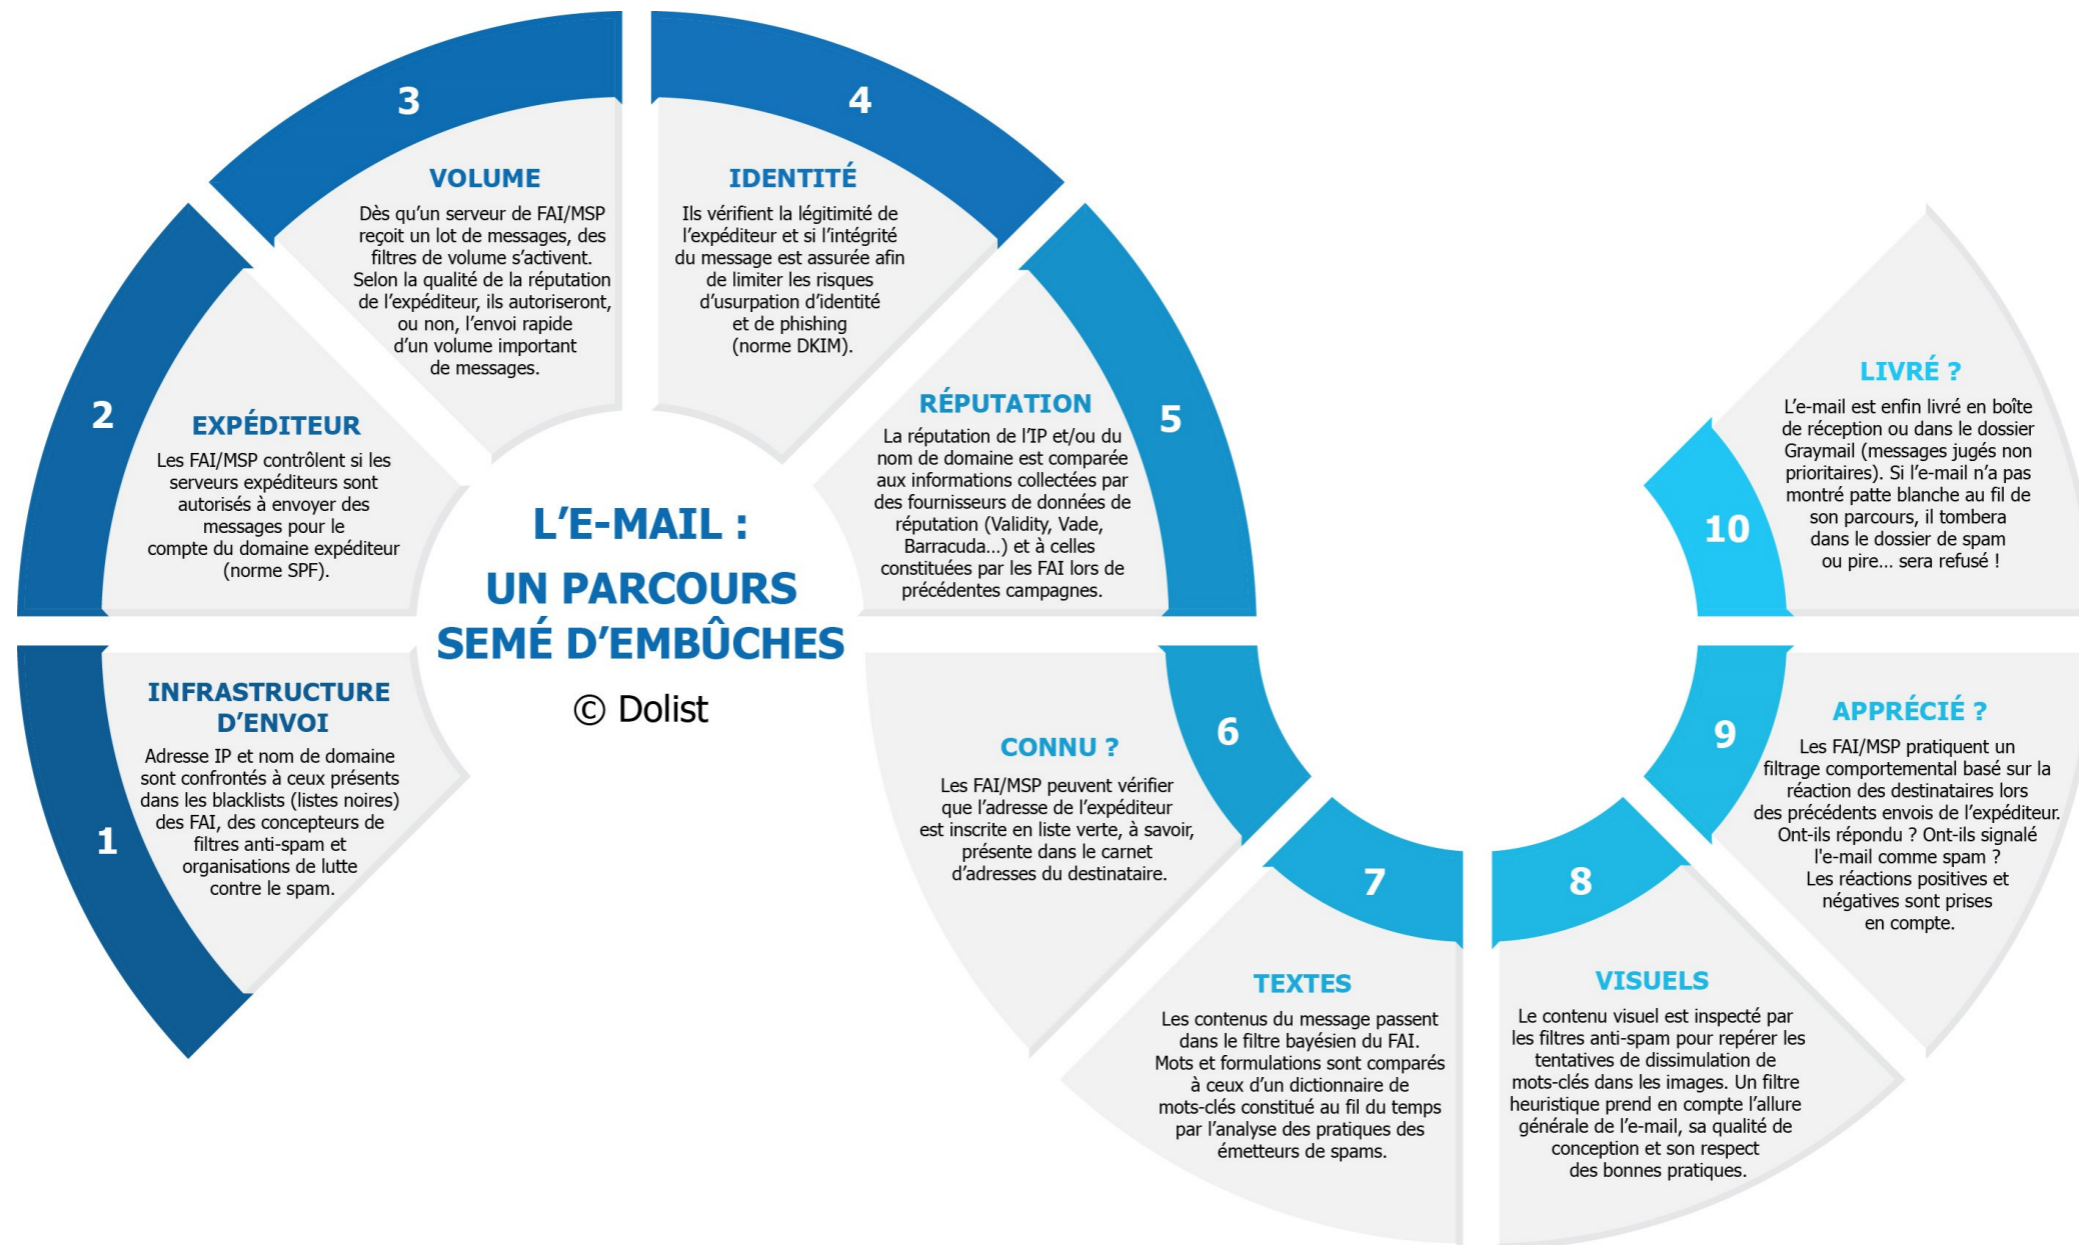 L'E-MAIL :
UN PARCOURS
SEMÉ D'EMBÛCHES
© Dolist
1
INFRASTRUCTURE
D'ENVOI
Adresse IP et nom de domaine
sont confrontés à ceux présents
dans les blacklists (listes noires)
des FAI, des concepteurs de
filtres anti-spam et
organisations de lutte
contre le spam.
2
EXPÉDITEUR
Les FAI/MSP contrôlent si les
serveurs expéditeurs sont
autorisés à envoyer des
messages pour le
compte du domaine expéditeur
(norme SPF).
3
VOLUME
Dès qu'un serveur de FAI/MSP
reçoit un lot de messages, des
filtres de volume s'activent.
Selon la qualité de la réputation
de l'expéditeur, ils autoriseront,
ou non, l'envoi rapide
d'un volume important
de messages.
4
IDENTITÉ
Ils vérifient la légitimité de
l'expéditeur et si l'intégrité
du message est assurée afin
de limiter les risques
d'usurpation d'identité
et de phishing
(norme DKIM).
5
RÉPUTATION
La réputation de l'IP et/ou du
nom de domaine est comparée
aux informations collectées par
des fournisseurs de données de
réputation (Validity, Vade,
Barracuda...) et à celles
constituées par les FAI lors de
précédentes campagnes.
6
CONNU ?
Les FAI/MSP peuvent vérifier
que l'adresse de l'expéditeur
est inscrite en liste verte, à savoir,
présente dans le carnet
d'adresses du destinataire.
7
TEXTES
Les contenus du message passent
dans le filtre bayésien du FAI.
Mots et formulations sont comparés
à ceux d'un dictionnaire de
mots-clés constitué au fil du temps
par l'analyse des pratiques des
émetteurs de spams.
8
VISUELS
Le contenu visuel est inspecté par
les filtres anti-spam pour repérer les
tentatives de dissimulation de
mots-clés dans les images. Un filtre
heuristique prend en compte l'allure
générale de l'e-mail, sa qualité de
conception et son respect
des bonnes pratiques.
9
APPRÉCIÉ ?
Les FAI/MSP pratiquent un
filtrage comportemental basé sur la
réaction des destinataires lors
des précédents envois de l'expéditeur.
Ont-ils répondu ? Ont-ils signalé
l'e-mail comme spam ?
Les réactions positives et
négatives sont prises
en compte.
10
LIVRÉ ?
L'e-mail est enfin livré en boîte
de réception ou dans le dossier
Graymail (messages jugés non
prioritaires). Si l'e-mail n'a pas
montré patte blanche au fil de
son parcours, il tombera
dans le dossier de spam
ou pire... sera refusé !